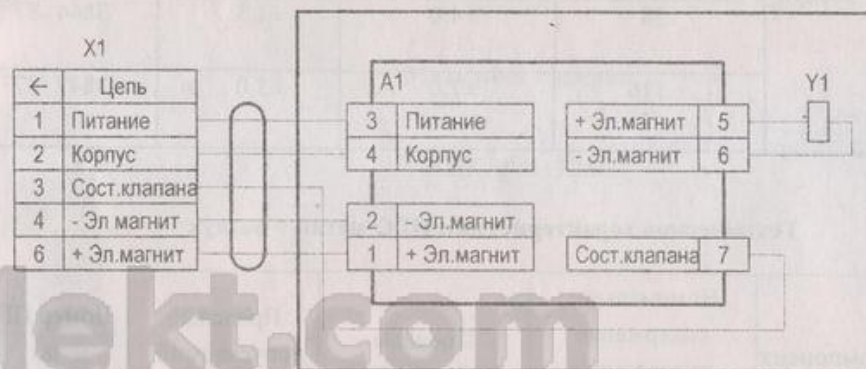 X1
← Цепь
1 Питание
2 Корпус
3 Сост.клапана
4 - Эл магнит
6 + Эл.магнит
A1
3 Питание
4 Корпус
2 - Эл.магнит
1 + Эл.магнит
+ Эл.магнит 5
- Эл.магнит 6
Сост.клапана 7
Y1
lekt.com